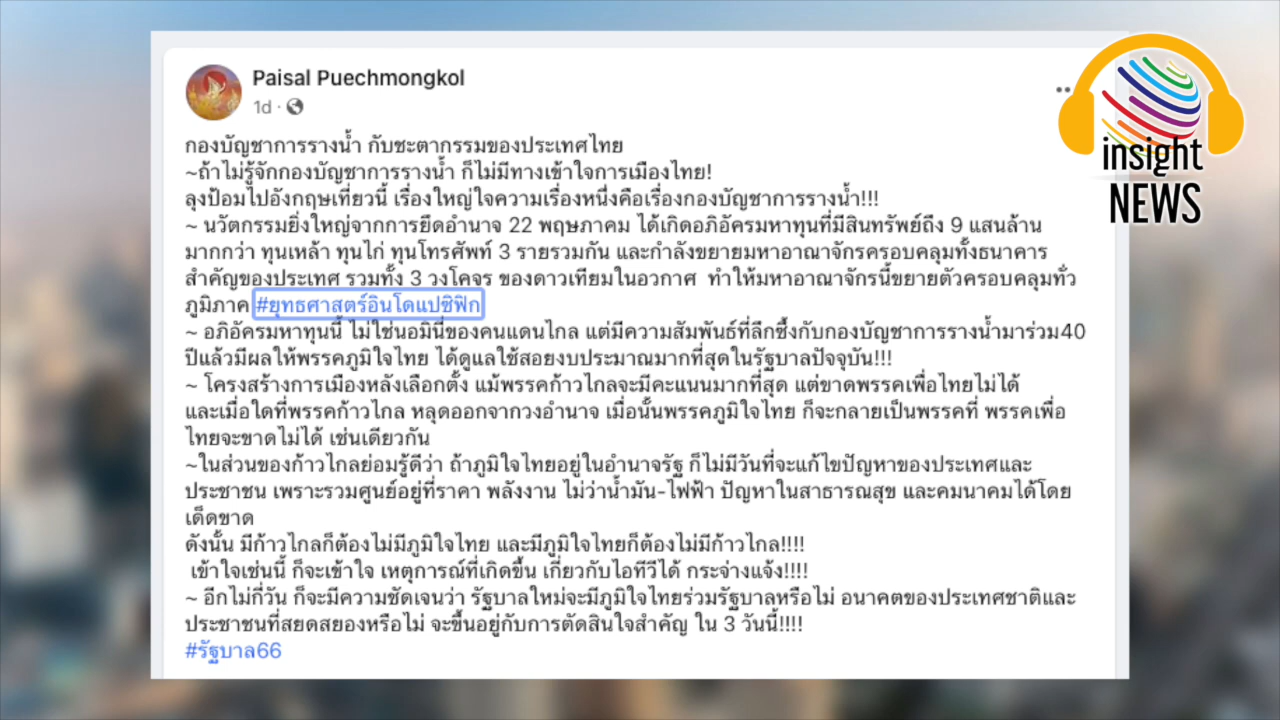 Paisal Puechmongkol
1d ·
กองบัญชาการรางน้ำ กับชะตากรรมของประเทศไทย
~ถ้าไม่รู้จักกองบัญชาการรางน้ำ ก็ไม่มีทางเข้าใจการเมืองไทย!
ลุงป้อมไปอังกฤษเที่ยวนี้ เรื่องใหญ่ใจความเรื่องหนึ่งคือเรื่องกองบัญชาการรางน้ำ!!!
~ นวัตกรรมยิ่งใหญ่จากการยึดอำนาจ 22 พฤษภาคม ได้เกิดอภิอัครมหาทุนที่มีสินทรัพย์ถึง 9 แสนล้าน
มากกว่า ทุนเหล้า ทุนไก่ ทุนโทรศัพท์ 3 รายรวมกัน และกำลังขยายมหาอาณาจักรครอบคลุมทั้งธนาคาร
สำคัญของประเทศ รวมทั้ง 3 วงโคจร ของดาวเทียมในอวกาศ ทำให้มหาอาณาจักรนี้ขยายตัวครอบคลุมทั่ว
ภูมิภาค #ยุทธศาสตร์อินโดแปซิฟิก
~ อภิอัครมหาทุนนี้ ไม่ใช่นอมินีของคนแดนไกล แต่มีความสัมพันธ์ที่ลึกซึ้งกับกองบัญชาการรางน้ำมาร่วม40
ปีแล้วมีผลให้พรรคภูมิใจไทย ได้ดูแลใช้สอยงบประมาณมากที่สุดในรัฐบาลปัจจุบัน!!!
~ โครงสร้างการเมืองหลังเลือกตั้ง แม้พรรคก้าวไกลจะมีคะแนนมากที่สุด แต่ขาดพรรคเพื่อไทยไม่ได้
และเมื่อใดที่พรรคก้าวไกล หลุดออกจากวงอำนาจ เมื่อนั้นพรรคภูมิใจไทย ก็จะกลายเป็นพรรคที่ พรรคเพื่อ
ไทยจะขาดไม่ได้ เช่นเดียวกัน
~ในส่วนของก้าวไกลย่อมรู้ดีว่า ถ้าภูมิใจไทยอยู่ในอำนาจรัฐ ก็ไม่มีวันที่จะแก้ไขปัญหาของประเทศและ
ประชาชน เพราะรวมศูนย์อยู่ที่ราคา พลังงาน ไม่ว่าน้ำมัน-ไฟฟ้า ปัญหาในสาธารณสุข และคมนาคมได้โดย
เด็ดขาด
ดังนั้น มีก้าวไกลก็ต้องไม่มีภูมิใจไทย และมีภูมิใจไทยก็ต้องไม่มีก้าวไกล!!!!
เข้าใจเช่นนี้ ก็จะเข้าใจ เหตุการณ์ที่เกิดขึ้น เกี่ยวกับไอทีวีได้ กระจ่างแจ้ง!!!!
~ อีกไม่กี่วัน ก็จะมีความชัดเจนว่า รัฐบาลใหม่จะมีภูมิใจไทยร่วมรัฐบาลหรือไม่ อนาคตของประเทศชาติและ
ประชาชนที่สยดสยองหรือไม่ จะขึ้นอยู่กับการตัดสินใจสำคัญ ใน 3 วันนี้!!!!
#รัฐบาล66
insight
NEWS